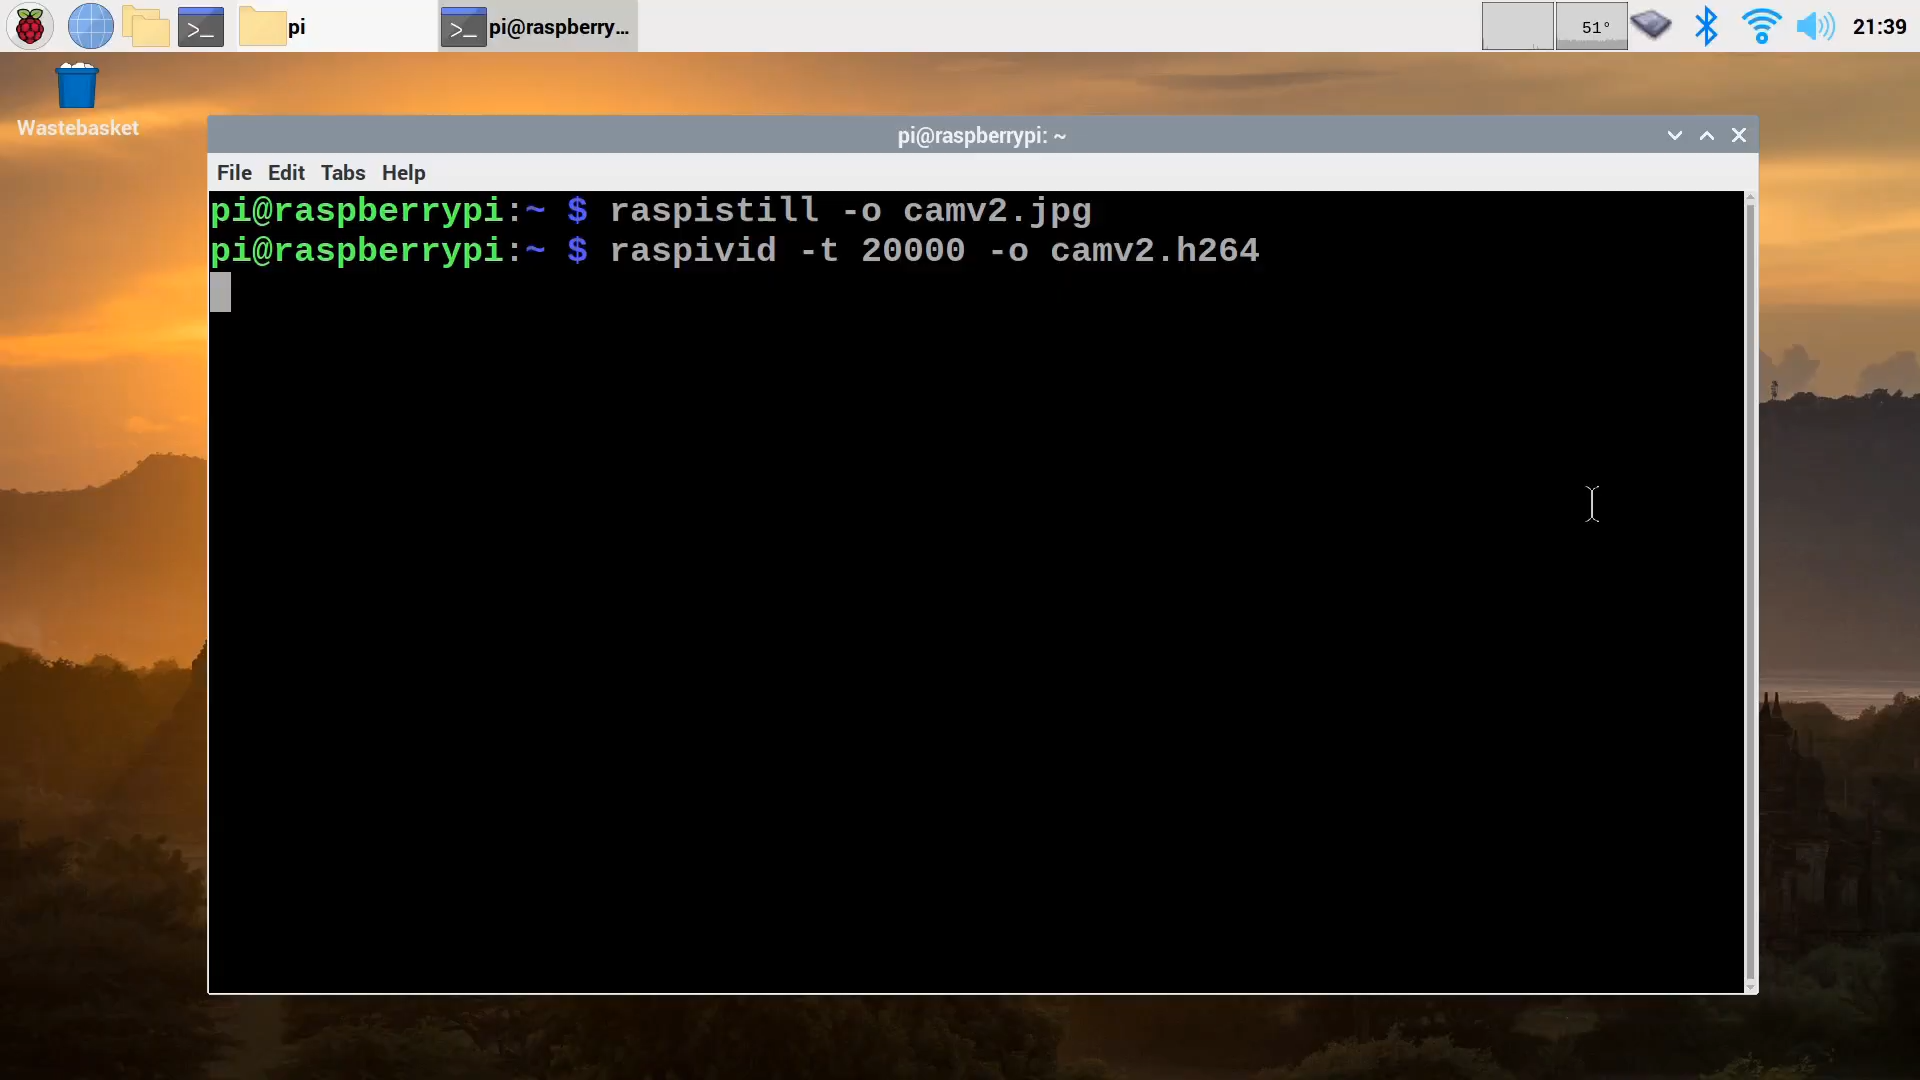 pi
pi@raspberry...
51°
21:39
Wastebasket
pi@raspberrypi: ~
File Edit Tabs Help
pi@raspberrypi:~ $ raspistill -o camv2.jpg
pi@raspberrypi:~ $ raspivid -t 20000 -o camv2.h264